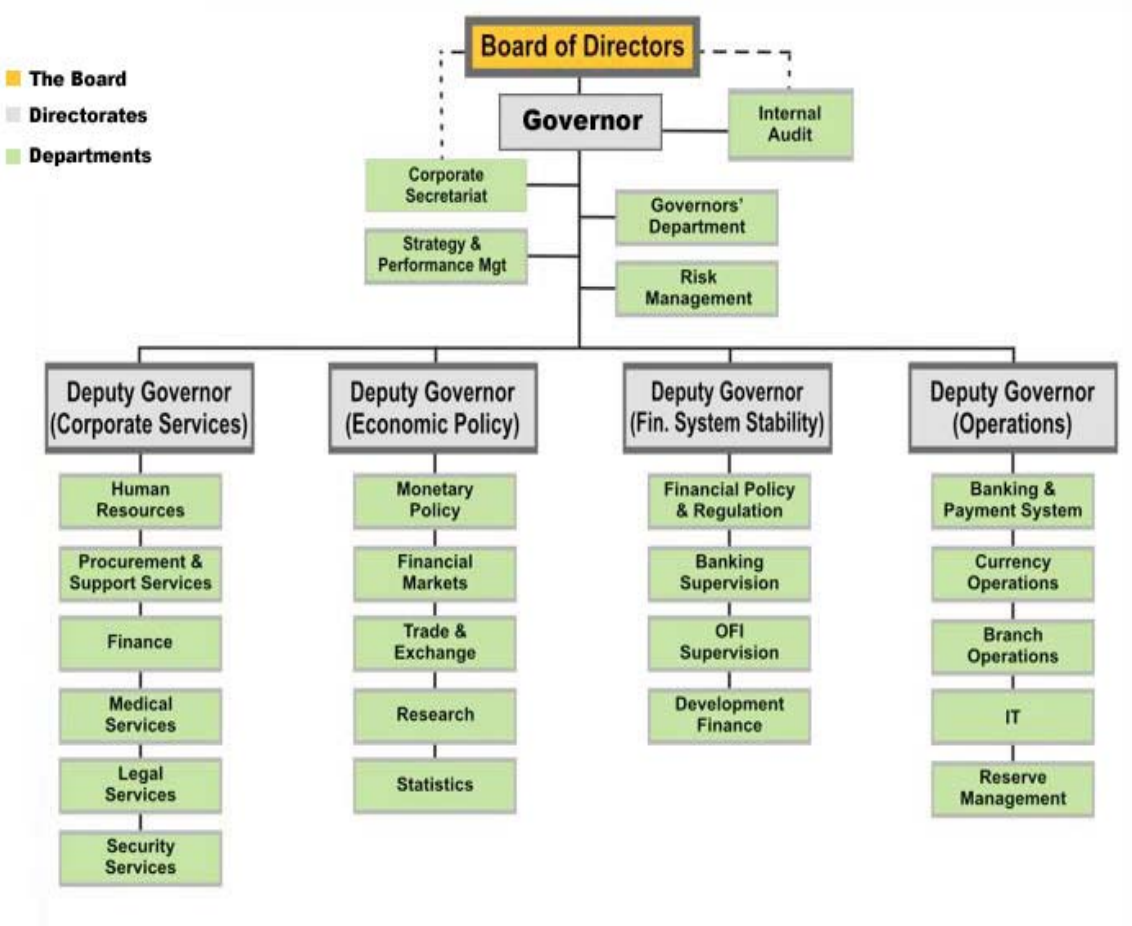 Board of Directors
The Board
Directorates
Departments
Governor
Internal
Audit
Corporate
Secretariat
Governors'
Department
Strategy &
Performance Mgt
Risk
Management
Deputy Governor
(Corporate Services)
Deputy Governor
(Economic Policy)
Deputy Governor
(Fin. System Stability)
Deputy Governor
(Operations)
Human
Resources
Procurement &
Support Services
Finance
Medical
Services
Legal
Services
Security
Services
Monetary
Policy
Financial
Markets
Trade &
Exchange
Research
Statistics
Financial Policy
& Regulation
Banking
Supervision
OFI
Supervision
Development
Finance
Banking &
Payment System
Currency
Operations
Branch
Operations
IT
Reserve
Management